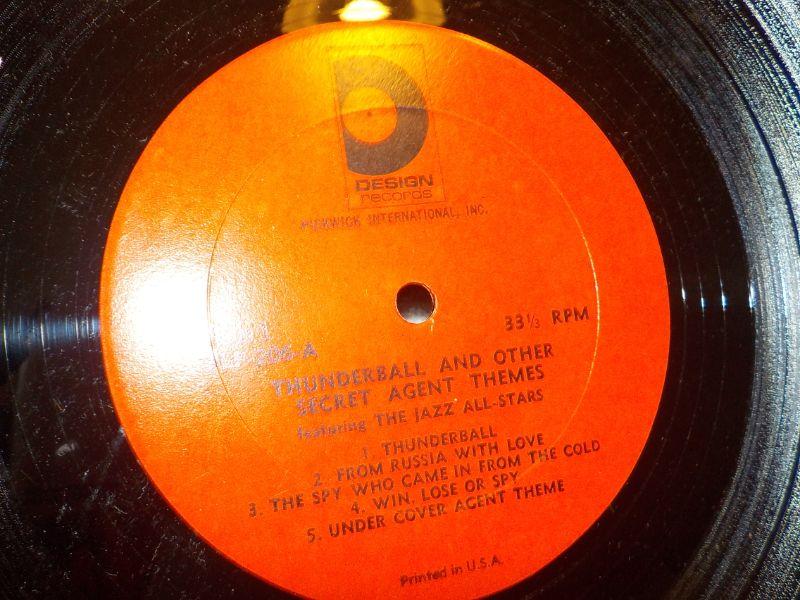 DESIGN
records
PICKWICK INTERNATIONAL, INC.
33⅓ RPM
206-A
THUNDERBALL AND OTHER
SECRET AGENT THEMES
featuring THE JAZZ ALL-STARS
1. THUNDERBALL
2. FROM RUSSIA WITH LOVE
3. THE SPY WHO CAME IN FROM THE COLD
4. WIN, LOSE OR SPY
5. UNDER COVER AGENT THEME
Printed in U.S.A.